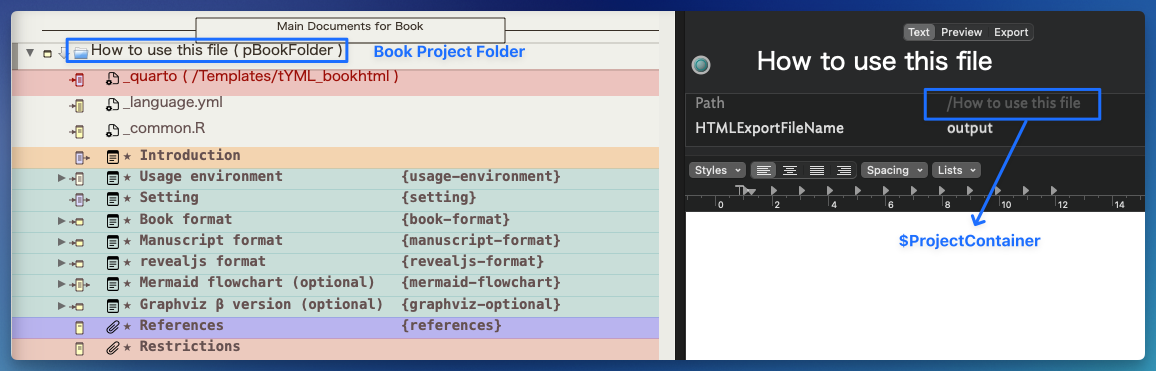 Main Documents for Book
How to use this file ( pBookFolder )
Book Project Folder
_quarto ( /Templates/tYML_bookhtml )
_language.yml
_common.R
★ Introduction
★ Usage environment {usage-environment}
★ Setting {setting}
★ Book format {book-format}
★ Manuscript format {manuscript-format}
★ revealjs format {revealjs-format}
★ Mermaid flowchart (optional) {mermaid-flowchart}
★ Graphviz β version (optional) {graphviz-optional}
★ References {references}
★ Restrictions
Text Preview Export
How to use this file
Path /How to use this file
HTMLExportFileName output
Styles Spacing Lists
0 2 4 6 8 10 12 14
$ProjectContainer